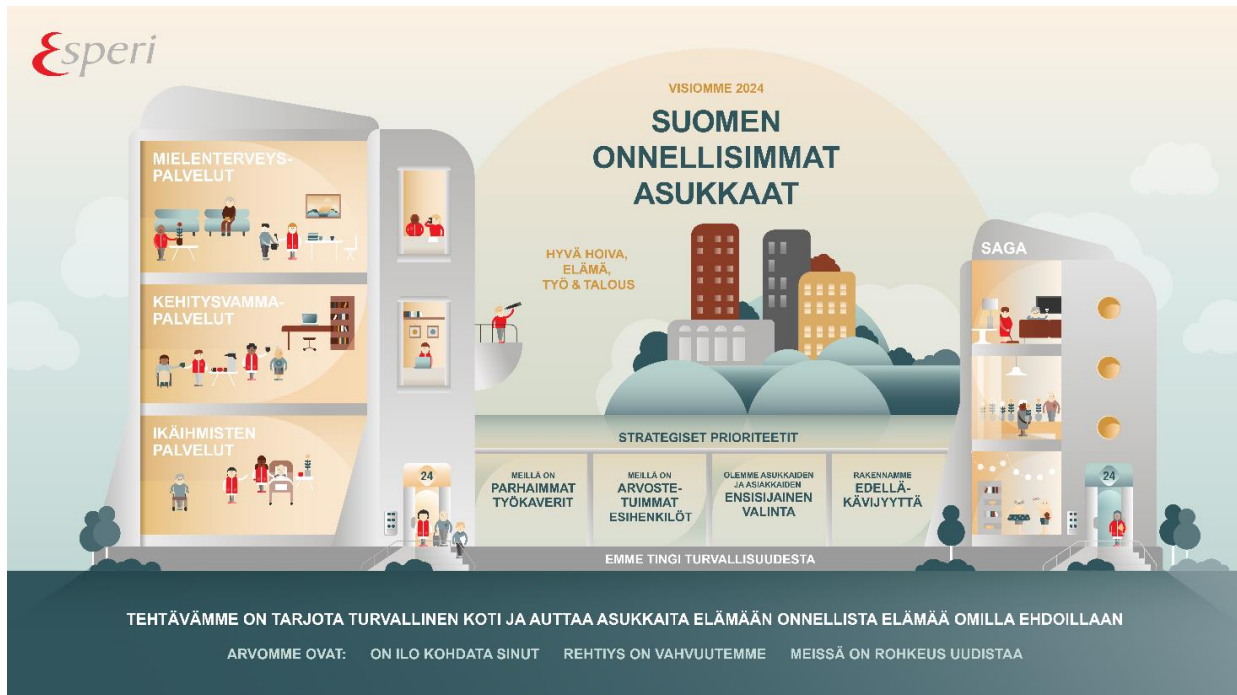 Esperi
VISIOMME 2024
SUOMEN
ONNELLISIMMAT
ASUKKAAT
HYVÄ HOIVA,
ELÄMÄ,
TYÖ & TALOUS
MIELENTERVEYS-
PALVELUT
KEHITYSVAMMA-
PALVELUT
IKÄIHMISTEN
PALVELUT
24
SAGA
24
STRATEGISET PRIORITEETIT
MEILLÄ ON
PARHAIMMAT
TYÖKAVERIT
MEILLÄ ON
ARVOSTE-
TUIMMAT
ESIHENKILÖT
OLEMME ASUKKAIDEN
JA ASIAKKAIDEN
ENSISIJAINEN
VALINTA
RAKENNAMME
EDELLÄ-
KÄVIJYYTTÄ
EMME TINGI TURVALLISUUDESTA
TEHTÄVÄMME ON TARJOTA TURVALLINEN KOTI JA AUTTAA ASUKKAITA ELÄMÄÄN ONNELLISTA ELÄMÄÄ OMILLA EHDOILLAAN
ARVOMME OVAT: ON ILO KOHDATA SINUT REHTIYS ON VAHVUUTEMME MEISSÄ ON ROHKEUS UUDISTAA